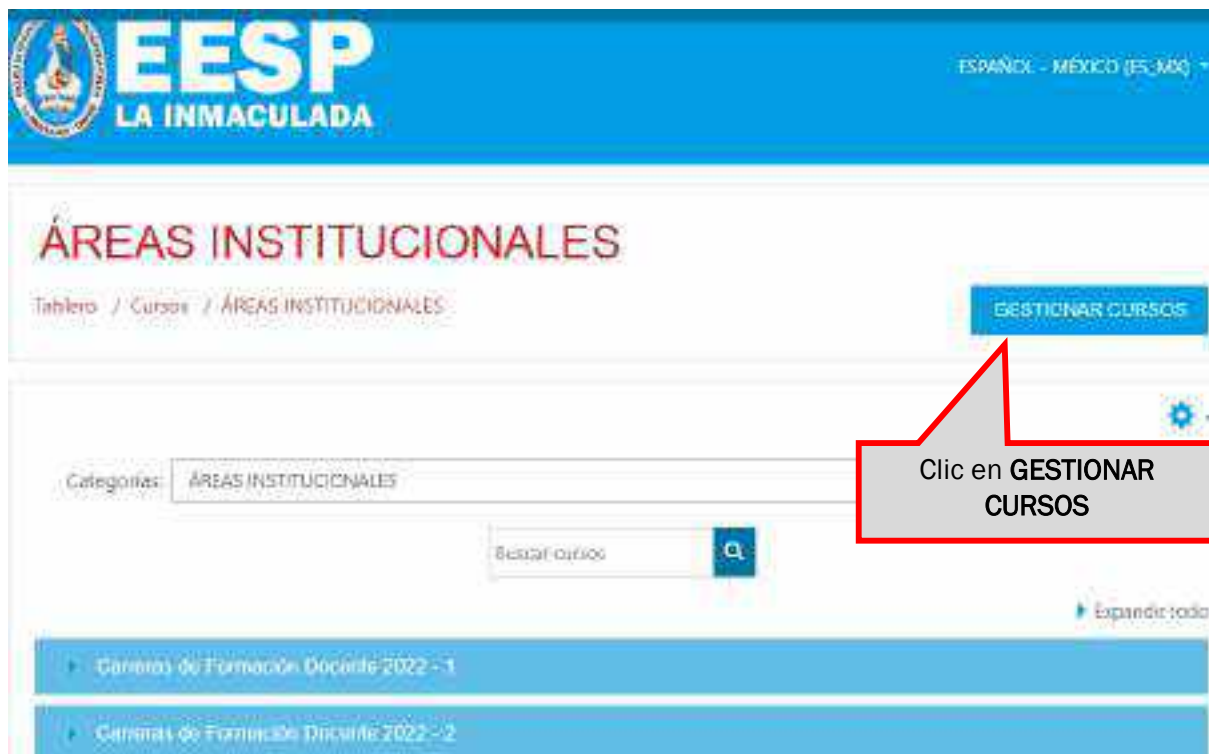 EESP
LA INMACULADA
ESPAÑOL - MÉXICO (ES_MX)
ÁREAS INSTITUCIONALES
Tablero / Cursos / ÁREAS INSTITUCIONALES
GESTIONAR CURSOS
Clic en GESTIONAR
CURSOS
Categorías: ÁREAS INSTITUCIONALES
Buscar cursos
Expandir todo
Carreras de Formación Docente 2022 - 1
Carreras de Formación Docente 2022 - 2